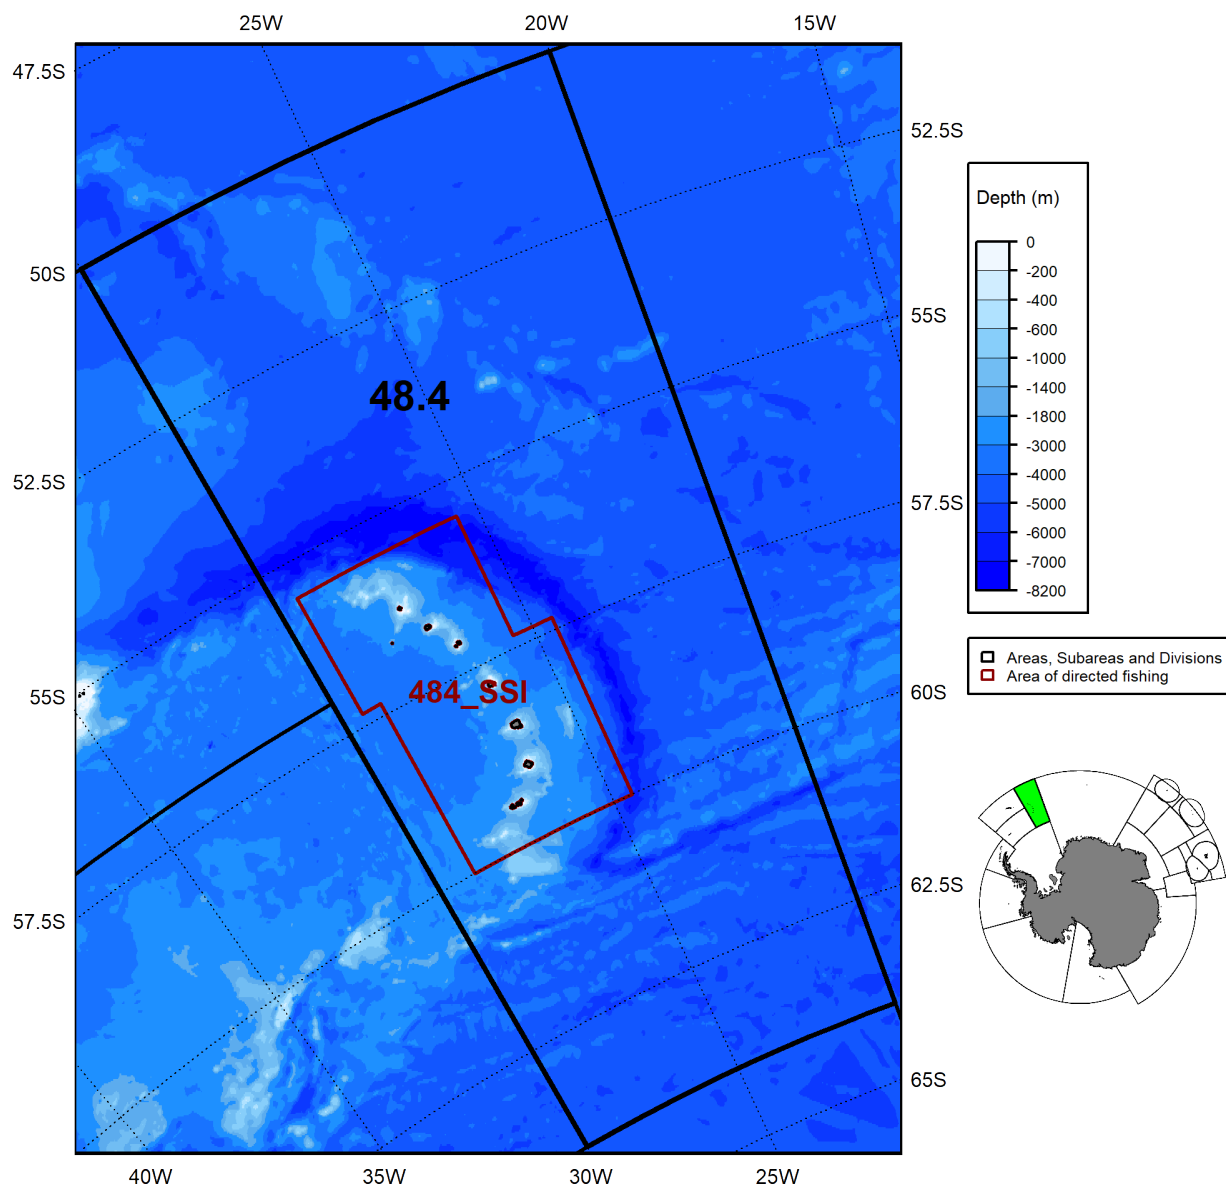 25W
20W
15W
47.5S
50S
52.5S
55S
57.5S
52.5S
55S
57.5S
60S
62.5S
65S
40W
35W
30W
25W
48.4
484_SSI
Depth (m)
0
-200
-400
-600
-1000
-1400
-1800
-3000
-4000
-5000
-6000
-7000
-8200
Areas, Subareas and Divisions
Area of directed fishing